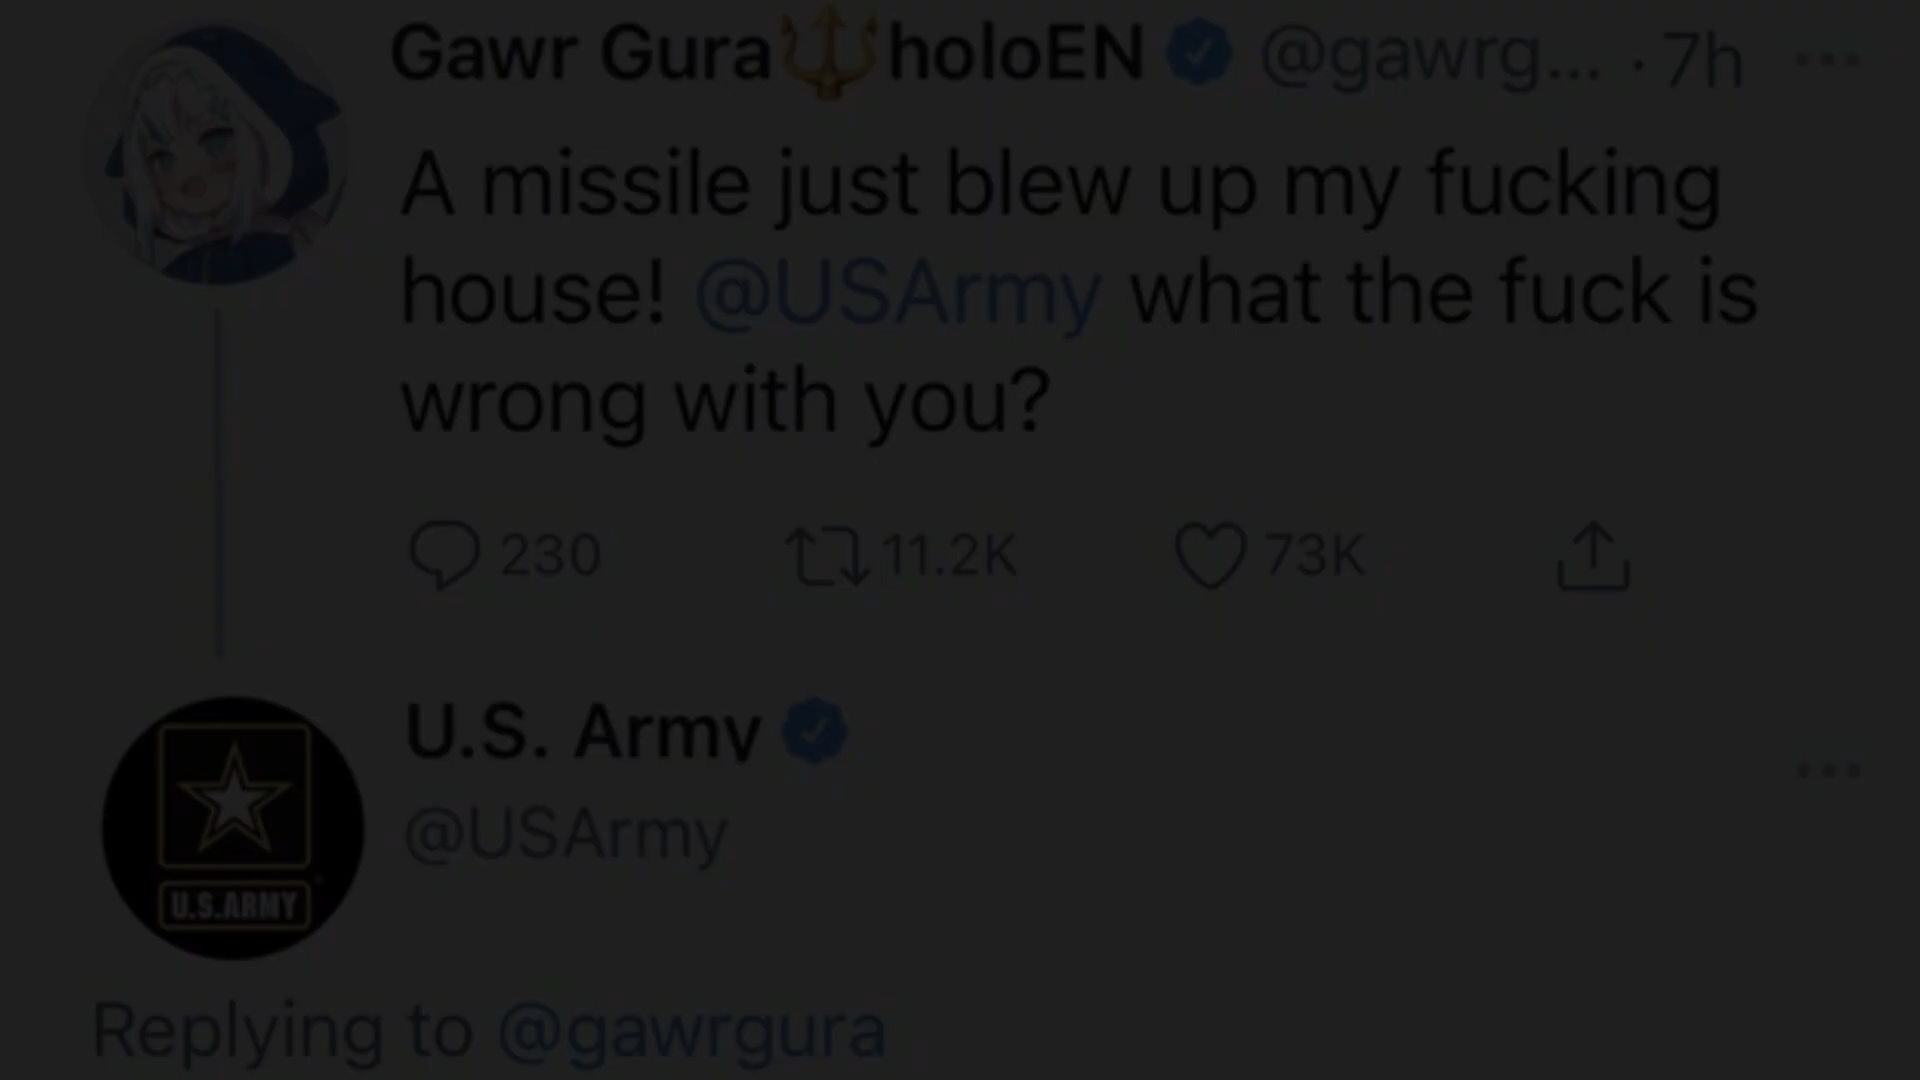 Gawr Gura🔱holoEN @gawrg... · 7h
A missile just blew up my fucking
house! @USArmy what the fuck is
wrong with you?
230 11.2K 73K
U.S. Army
@USArmy
U.S.ARMY
Replying to @gawrgura